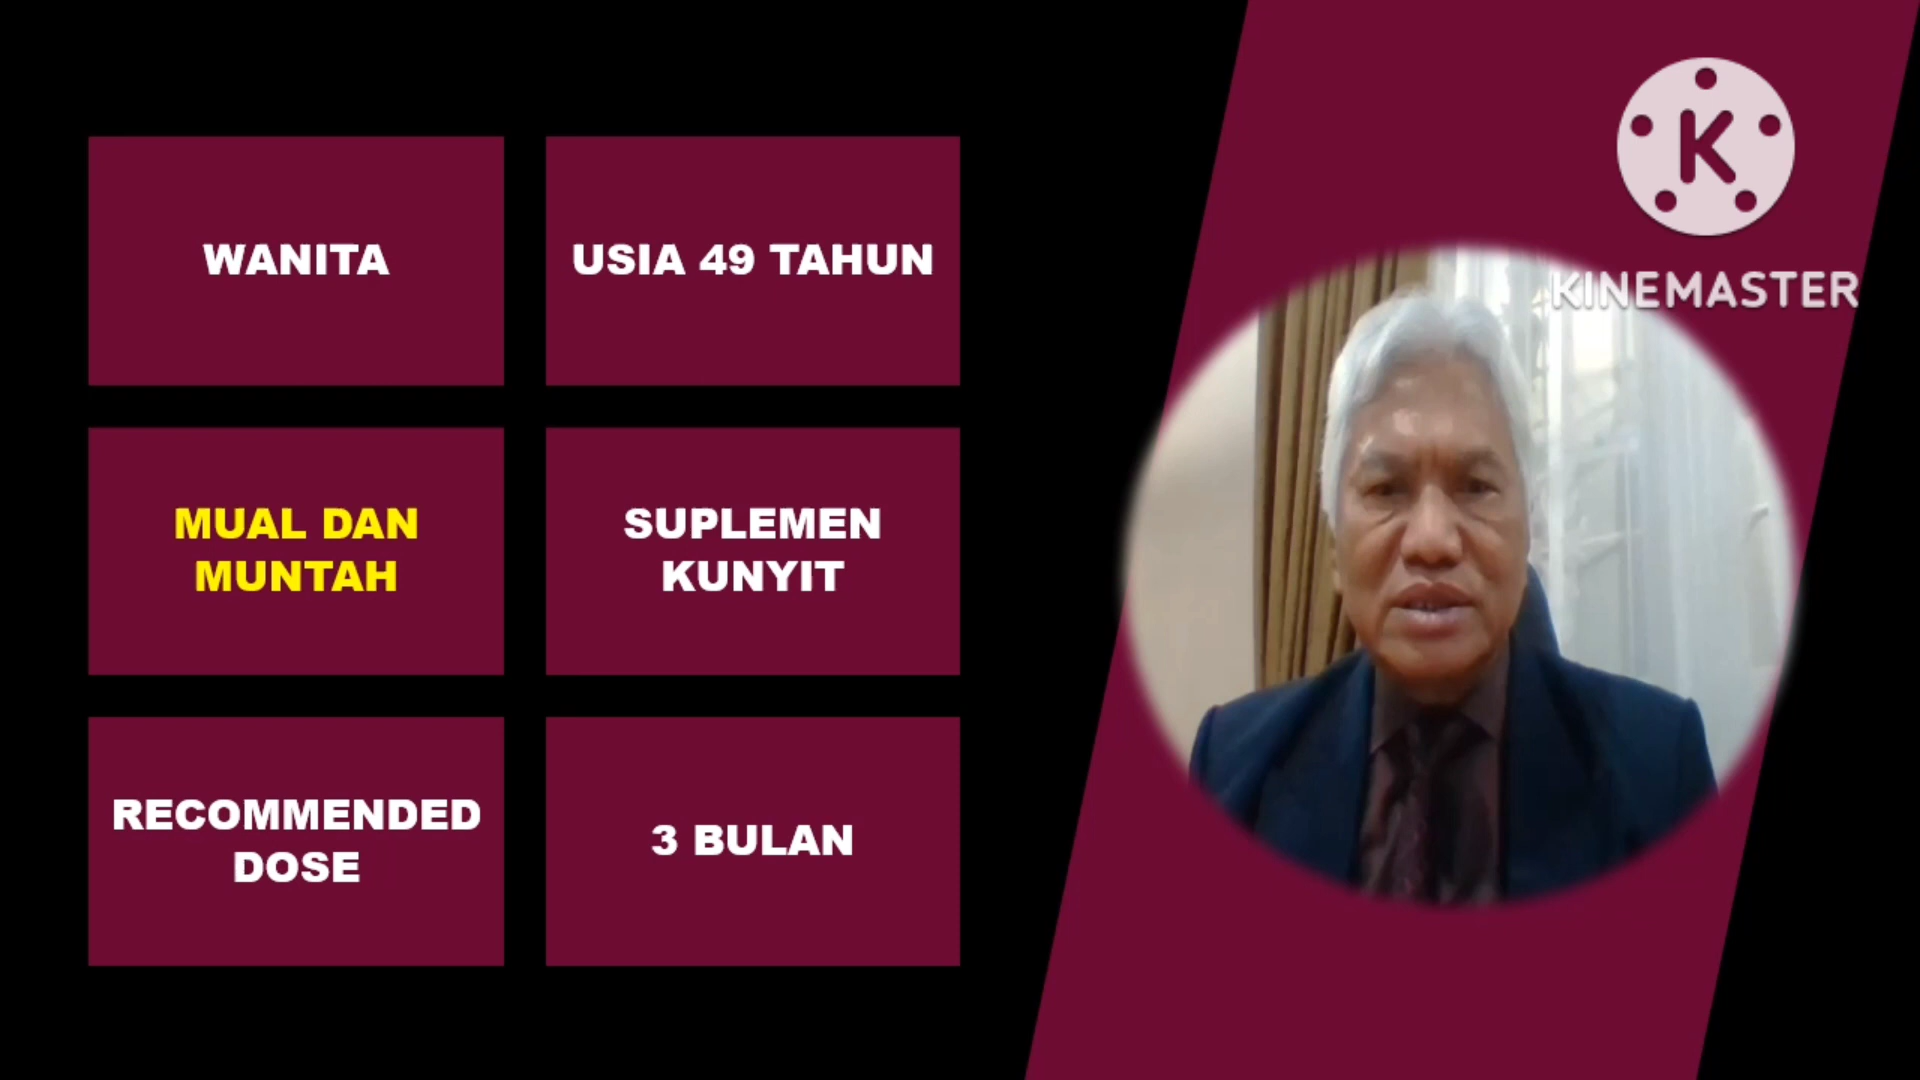 WANITA
USIA 49 TAHUN
MUAL DAN
MUNTAH
SUPLEMEN
KUNYIT
RECOMMENDED
DOSE
3 BULAN
K
KINEMASTER